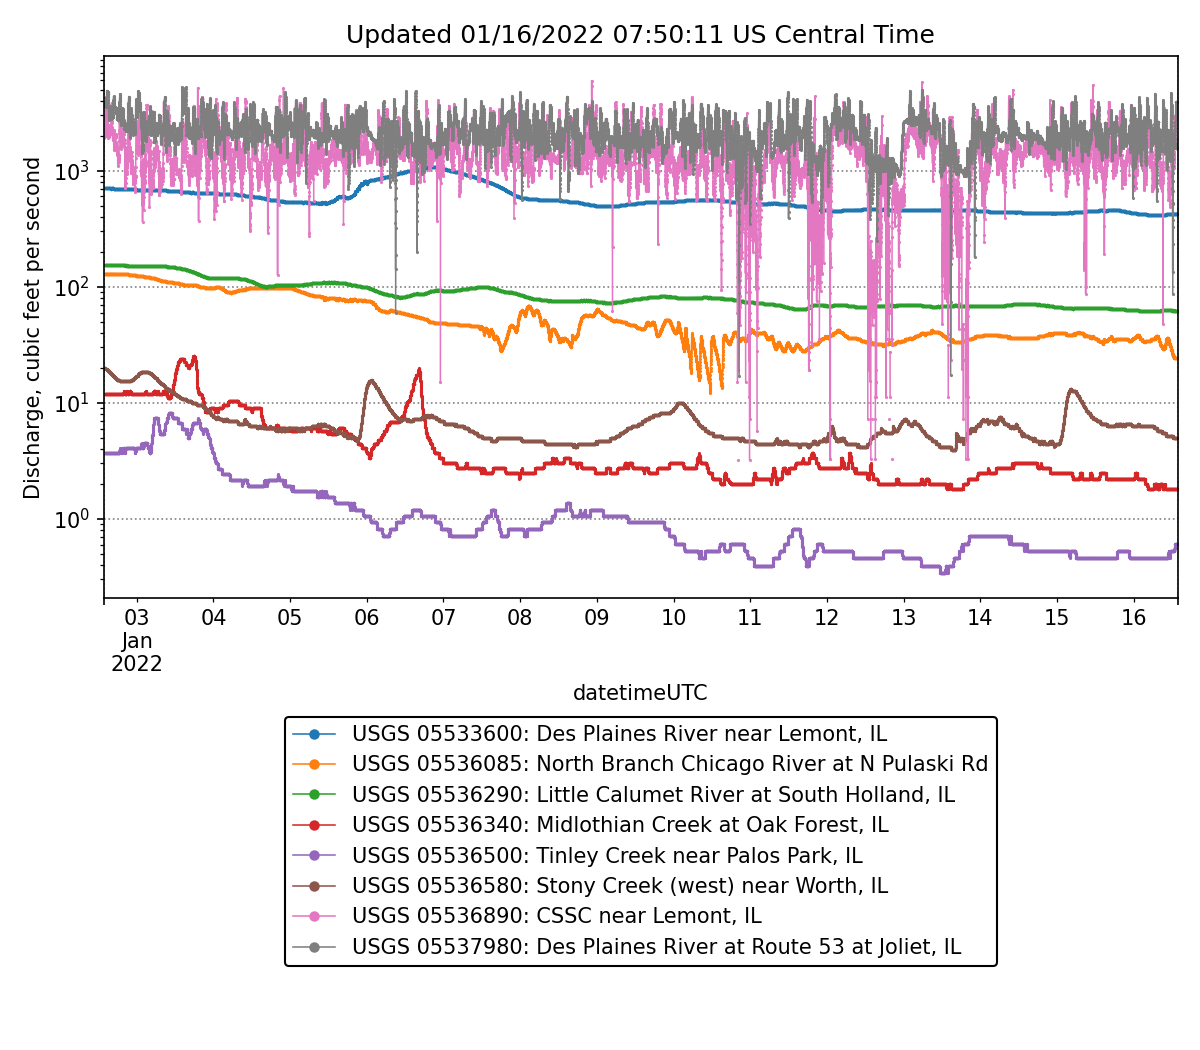 Updated 01/16/2022 07:50:11 US Central Time
Discharge, cubic feet per second
10³
10²
10¹
10⁰
03 04 05 06 07 08 09 10 11 12 13 14 15 16
Jan
2022
datetimeUTC
USGS 05533600: Des Plaines River near Lemont, IL
USGS 05536085: North Branch Chicago River at N Pulaski Rd
USGS 05536290: Little Calumet River at South Holland, IL
USGS 05536340: Midlothian Creek at Oak Forest, IL
USGS 05536500: Tinley Creek near Palos Park, IL
USGS 05536580: Stony Creek (west) near Worth, IL
USGS 05536890: CSSC near Lemont, IL
USGS 05537980: Des Plaines River at Route 53 at Joliet, IL